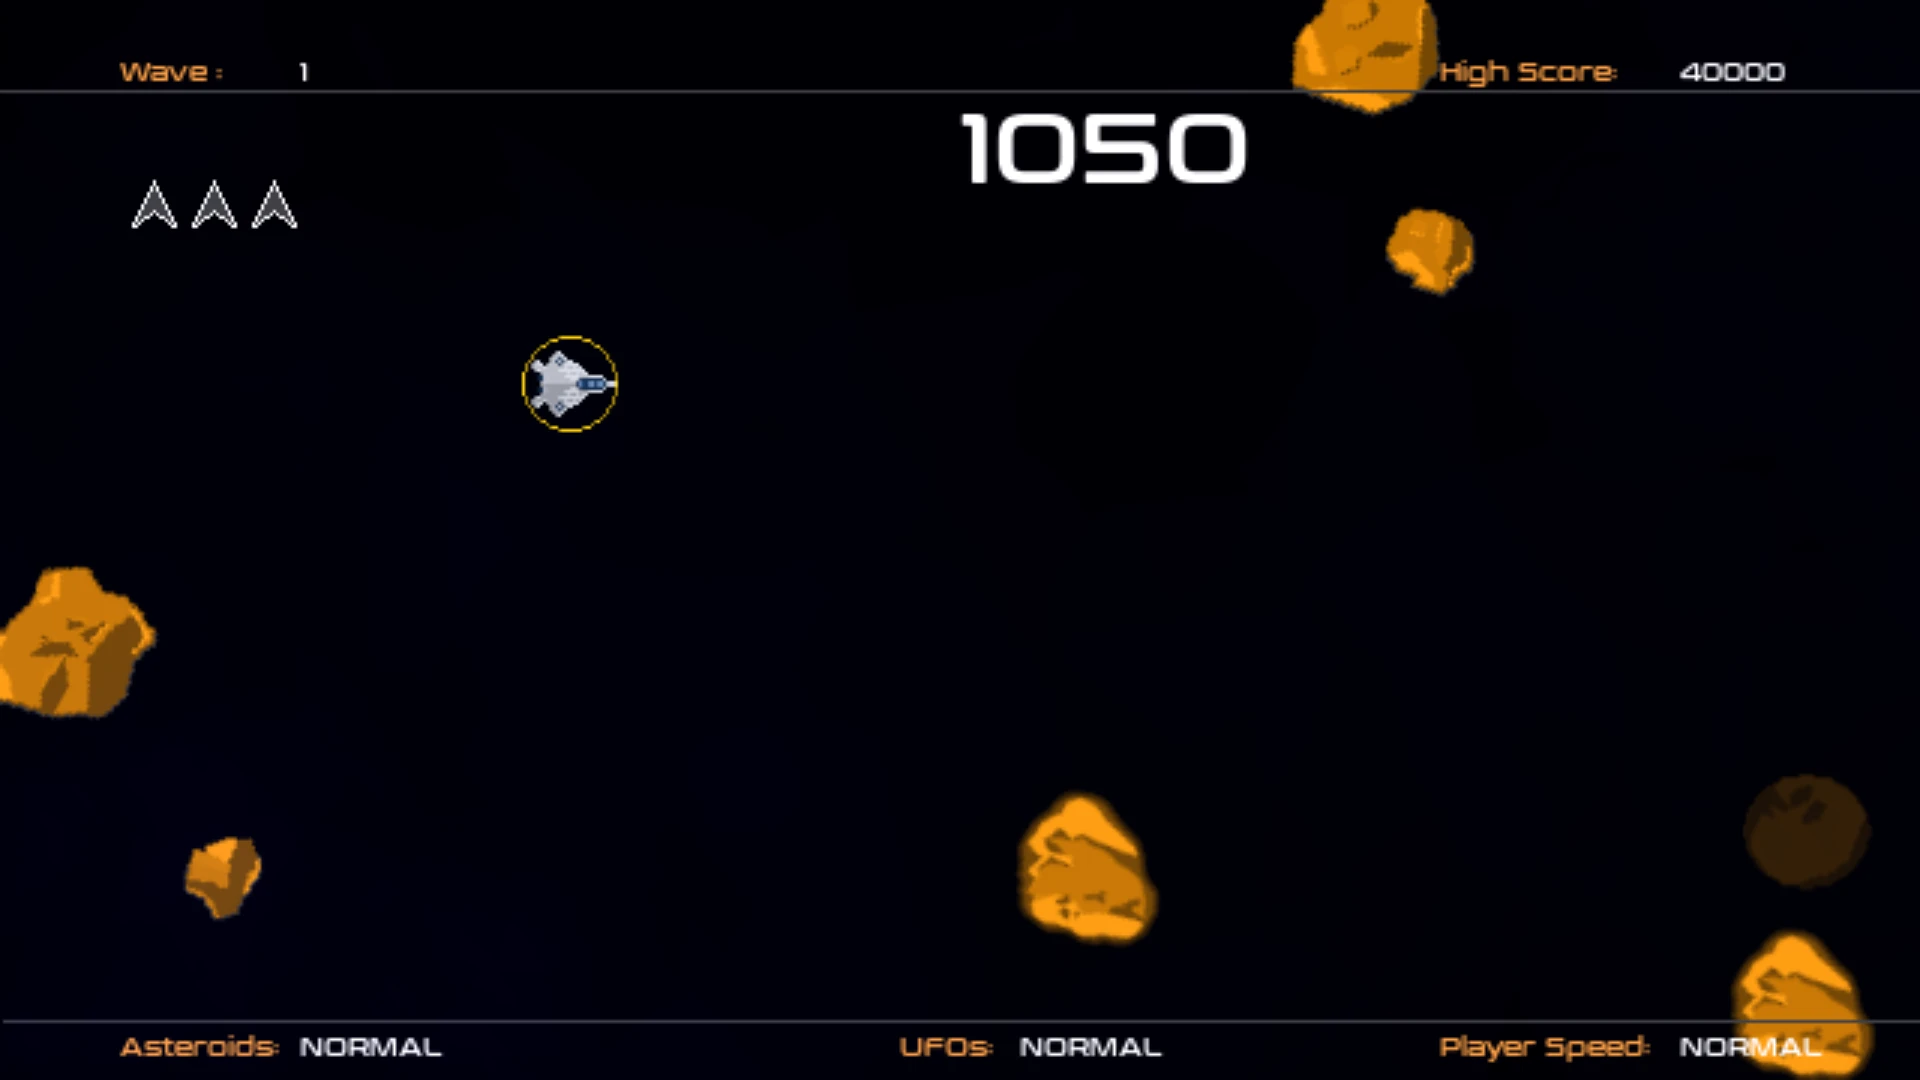 Wave : 1 High Score: 40000
1050
Asteroids: NORMAL UFOs: NORMAL Player Speed: NORMAL